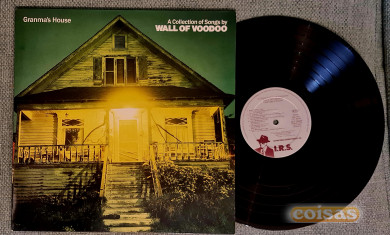 Granma's House
A Collection of Songs by
WALL OF VOODOO
I.R.S.
coisas